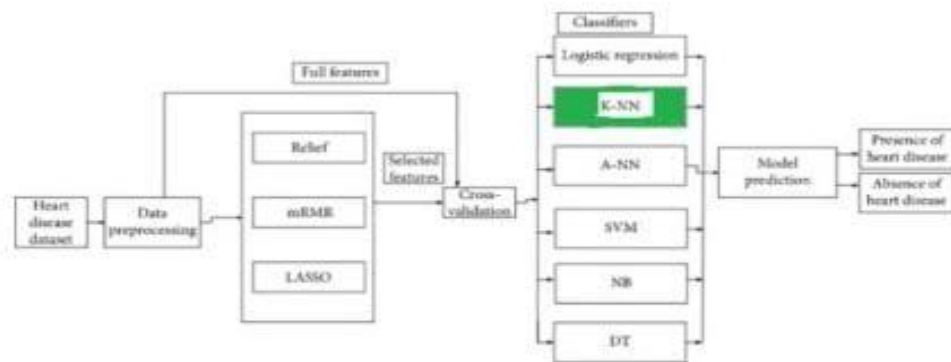 Classifiers
Logistic regression
Full features
K-NN
Relief
Selected
features
A-NN
Presence of
heart disease
Model
prediction
Absence of
heart disease
Heart
disease
dataset
Data
preprocessing
mRMR
Cross-
validation
SVM
LASSO
NB
DT